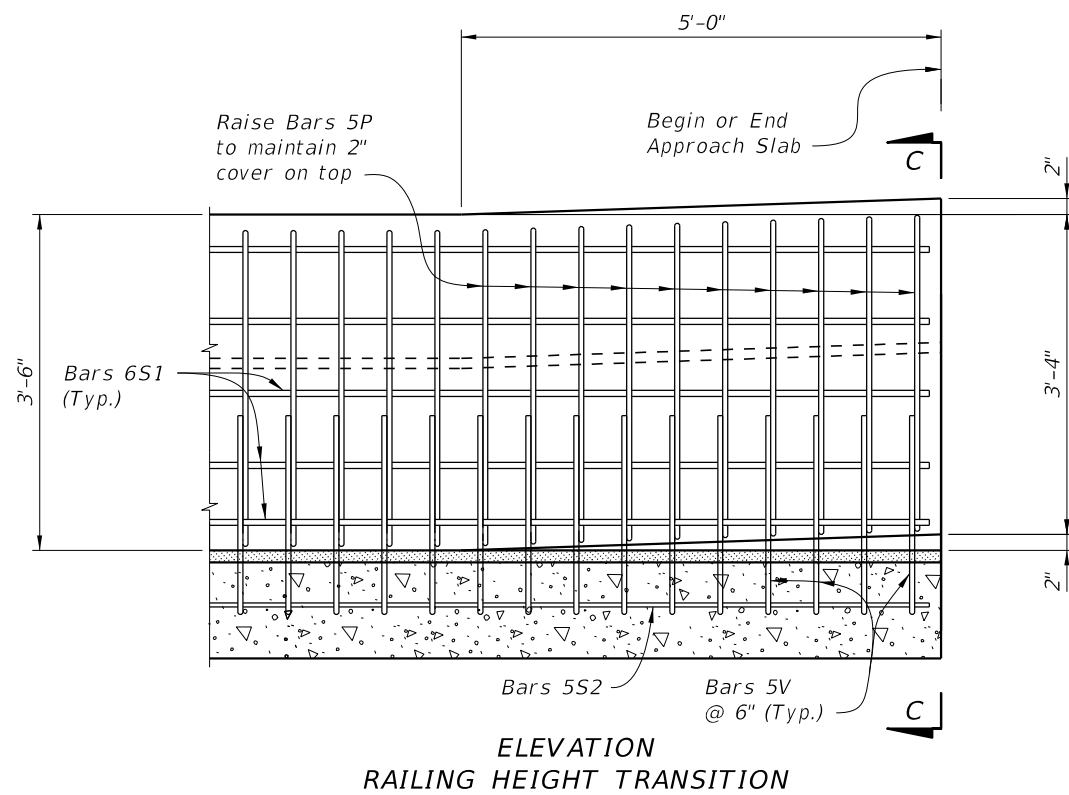 5'-0"
Raise Bars 5P
to maintain 2"
cover on top
Begin or End
Approach Slab
C
2"
3'-6"
3'-4"
Bars 6S1
(Typ.)
2"
Bars 5S2
Bars 5V
@ 6" (Typ.)
C
ELEVATION
RAILING HEIGHT TRANSITION